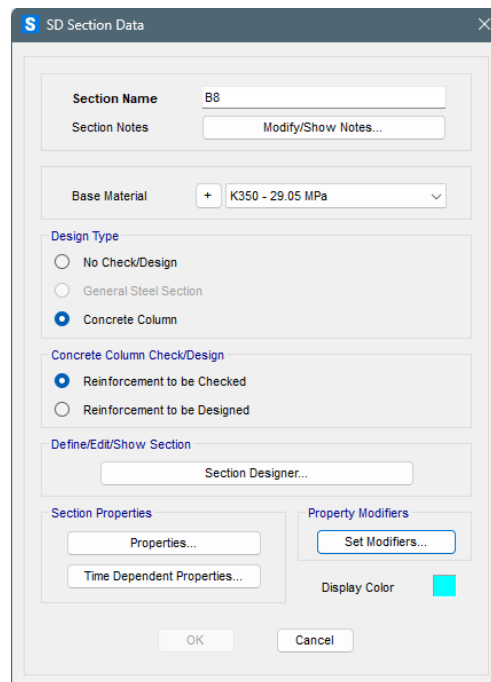 S SD Section Data
Section Name B8
Section Notes Modify/Show Notes...
Base Material + K350 - 29.05 MPa
Design Type
No Check/Design
General Steel Section
Concrete Column
Concrete Column Check/Design
Reinforcement to be Checked
Reinforcement to be Designed
Define/Edit/Show Section
Section Designer...
Section Properties
Properties...
Time Dependent Properties...
Property Modifiers
Set Modifiers...
Display Color
OK Cancel